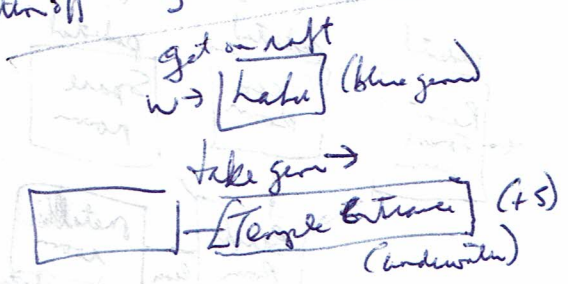 get on raft
w → Lake (blue gem)
take gem →
Temple Entrance (+5)
(underwater)